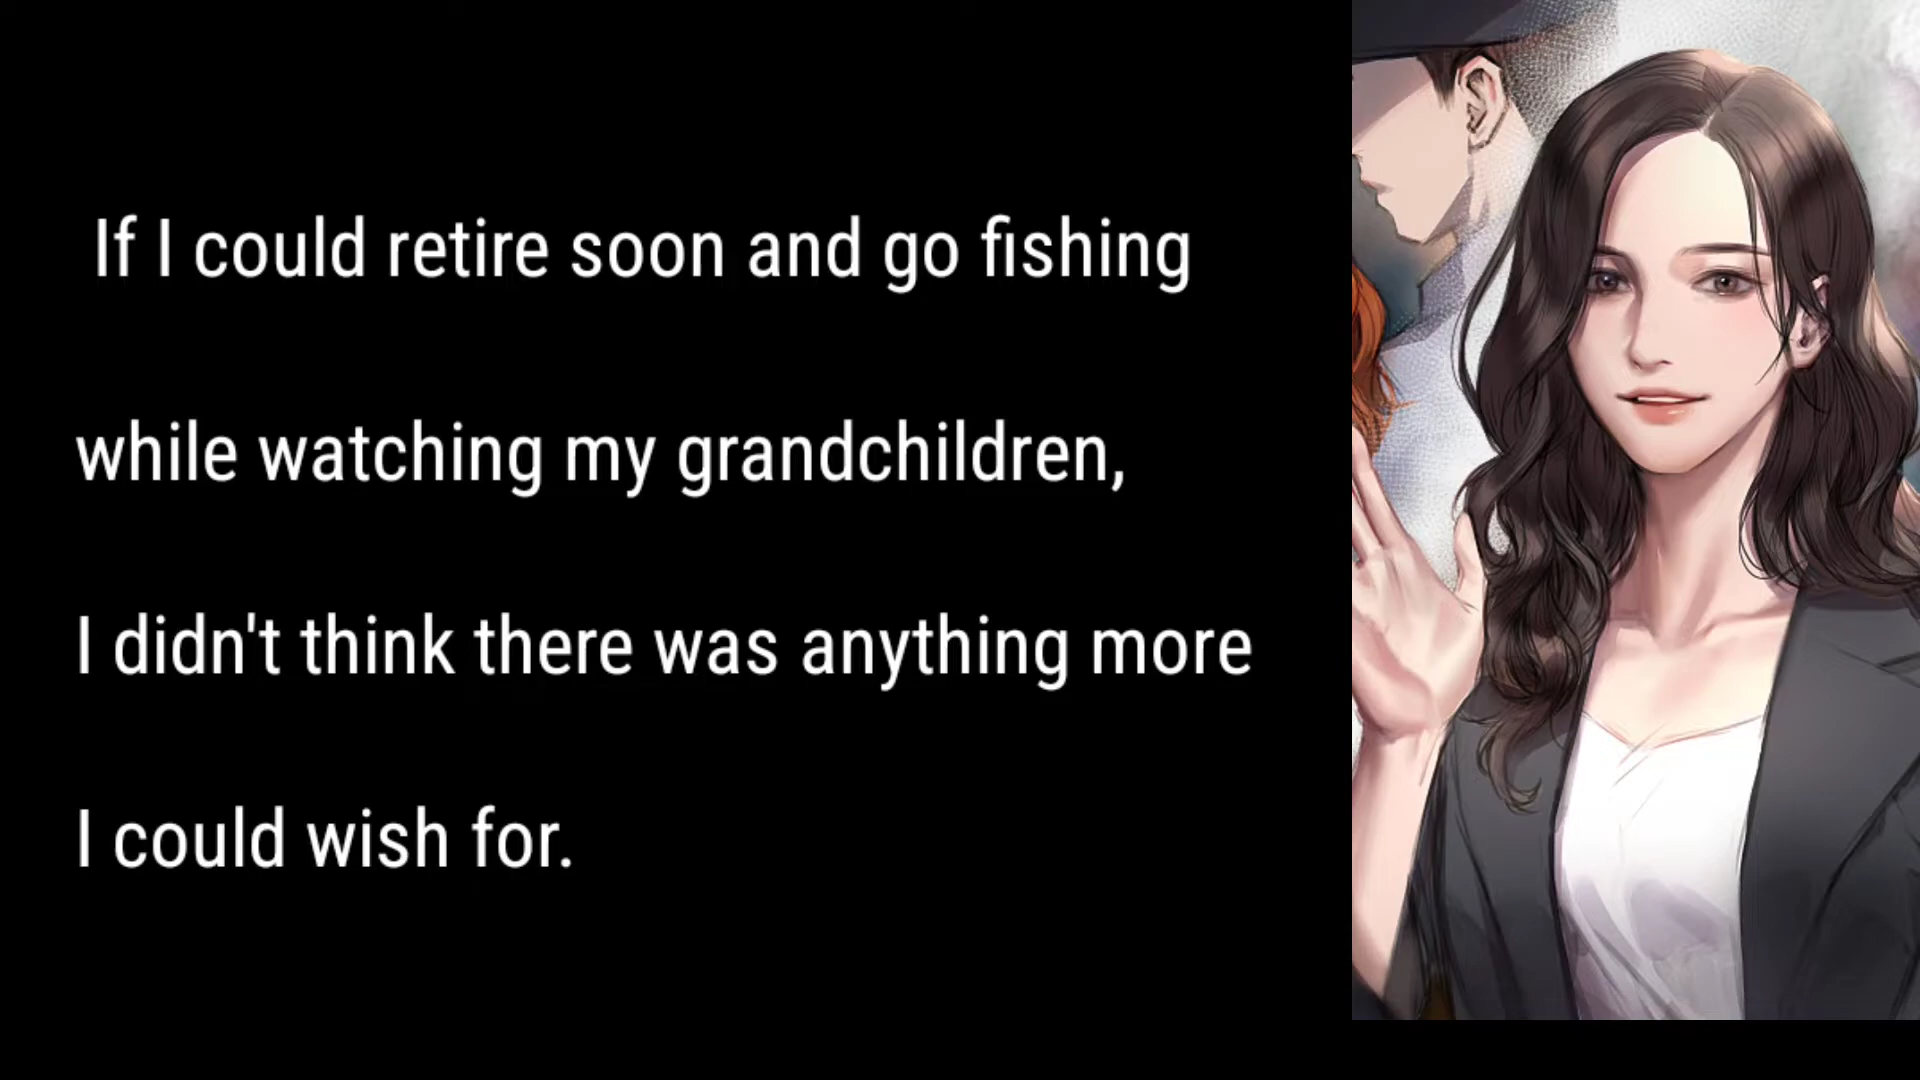 If I could retire soon and go fishing
while watching my grandchildren,
I didn't think there was anything more
I could wish for.